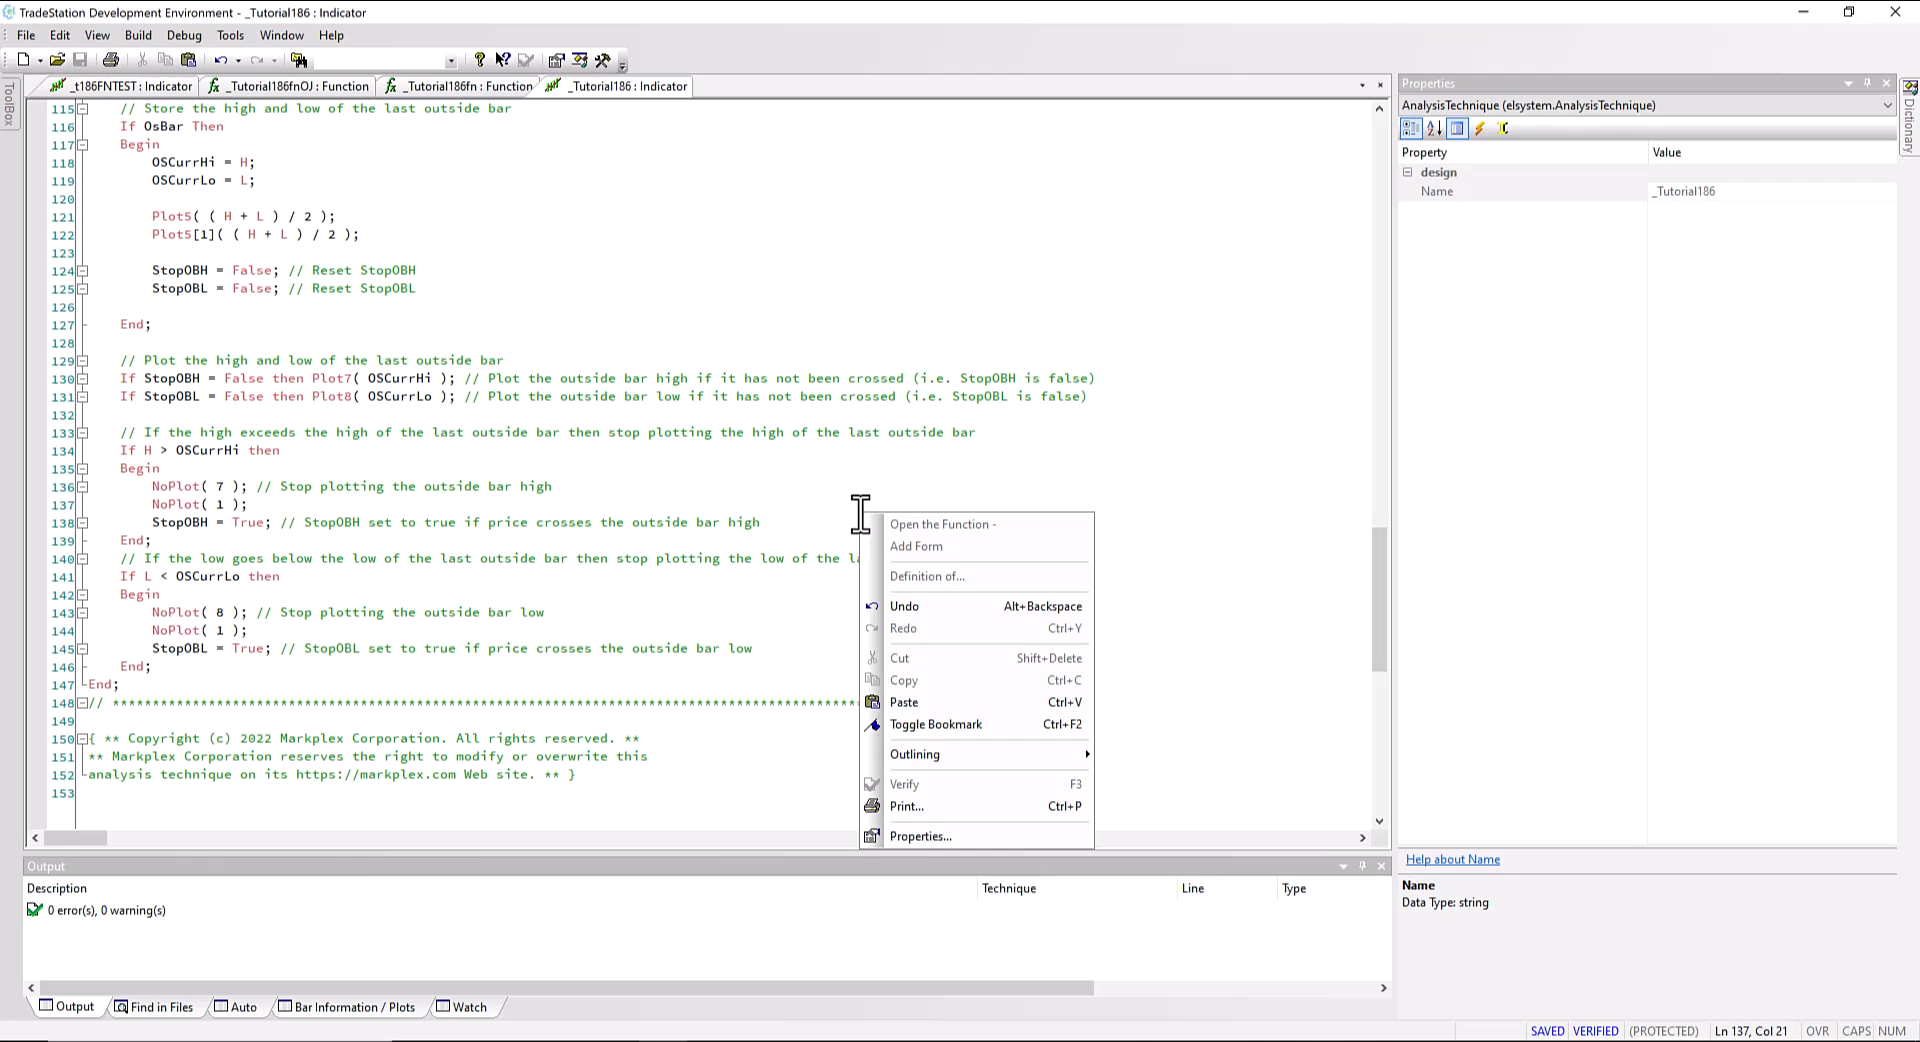 TradeStation Development Environment - _Tutorial186 : Indicator
File Edit View Build Debug Tools Window Help
_t186FNTEST : Indicator _Tutorial186fnOJ : Function _Tutorial186fn : Function _Tutorial186 : Indicator
ToolBox
115 // Store the high and low of the last outside bar
116 If OsBar Then
117 Begin
118 OSCurrHi = H;
119 OSCurrLo = L;
120
121 Plot5( ( H + L ) / 2 );
122 Plot5[1]( ( H + L ) / 2 );
123
124 StopOBH = False; // Reset StopOBH
125 StopOBL = False; // Reset StopOBL
126
127 End;
128
129 // Plot the high and low of the last outside bar
130 If StopOBH = False then Plot7( OSCurrHi ); // Plot the outside bar high if it has not been crossed (i.e. StopOBH is false)
131 If StopOBL = False then Plot8( OSCurrLo ); // Plot the outside bar low if it has not been crossed (i.e. StopOBL is false)
132
133 // If the high exceeds the high of the last outside bar then stop plotting the high of the last outside bar
134 If H > OSCurrHi then
135 Begin
136 NoPlot( 7 ); // Stop plotting the outside bar high
137 NoPlot( 1 );
138 StopOBH = True; // StopOBH set to true if price crosses the outside bar high
139 End;
140 // If the low goes below the low of the last outside bar then stop plotting the low of the la
141 If L < OSCurrLo then
142 Begin
143 NoPlot( 8 ); // Stop plotting the outside bar low
144 NoPlot( 1 );
145 StopOBL = True; // StopOBL set to true if price crosses the outside bar low
146 End;
147 End;
148 // *********************************************************************************************
149
150 { ** Copyright (c) 2022 Markplex Corporation. All rights reserved. **
151 ** Markplex Corporation reserves the right to modify or overwrite this
152 analysis technique on its https://markplex.com Web site. ** }
153
Open the Function -
Add Form
Definition of...
Undo Alt+Backspace
Redo Ctrl+Y
Cut Shift+Delete
Copy Ctrl+C
Paste Ctrl+V
Toggle Bookmark Ctrl+F2
Outlining
Verify F3
Print... Ctrl+P
Properties...
Properties
AnalysisTechnique (elsystem.AnalysisTechnique)
Property Value
design
Name _Tutorial186
Help about Name
Name
Data Type: string
Dictionary
Output
Description Technique Line Type
0 error(s), 0 warning(s)
Output Find in Files Auto Bar Information / Plots Watch
SAVED VERIFIED (PROTECTED) Ln 137, Col 21 OVR CAPS NUM